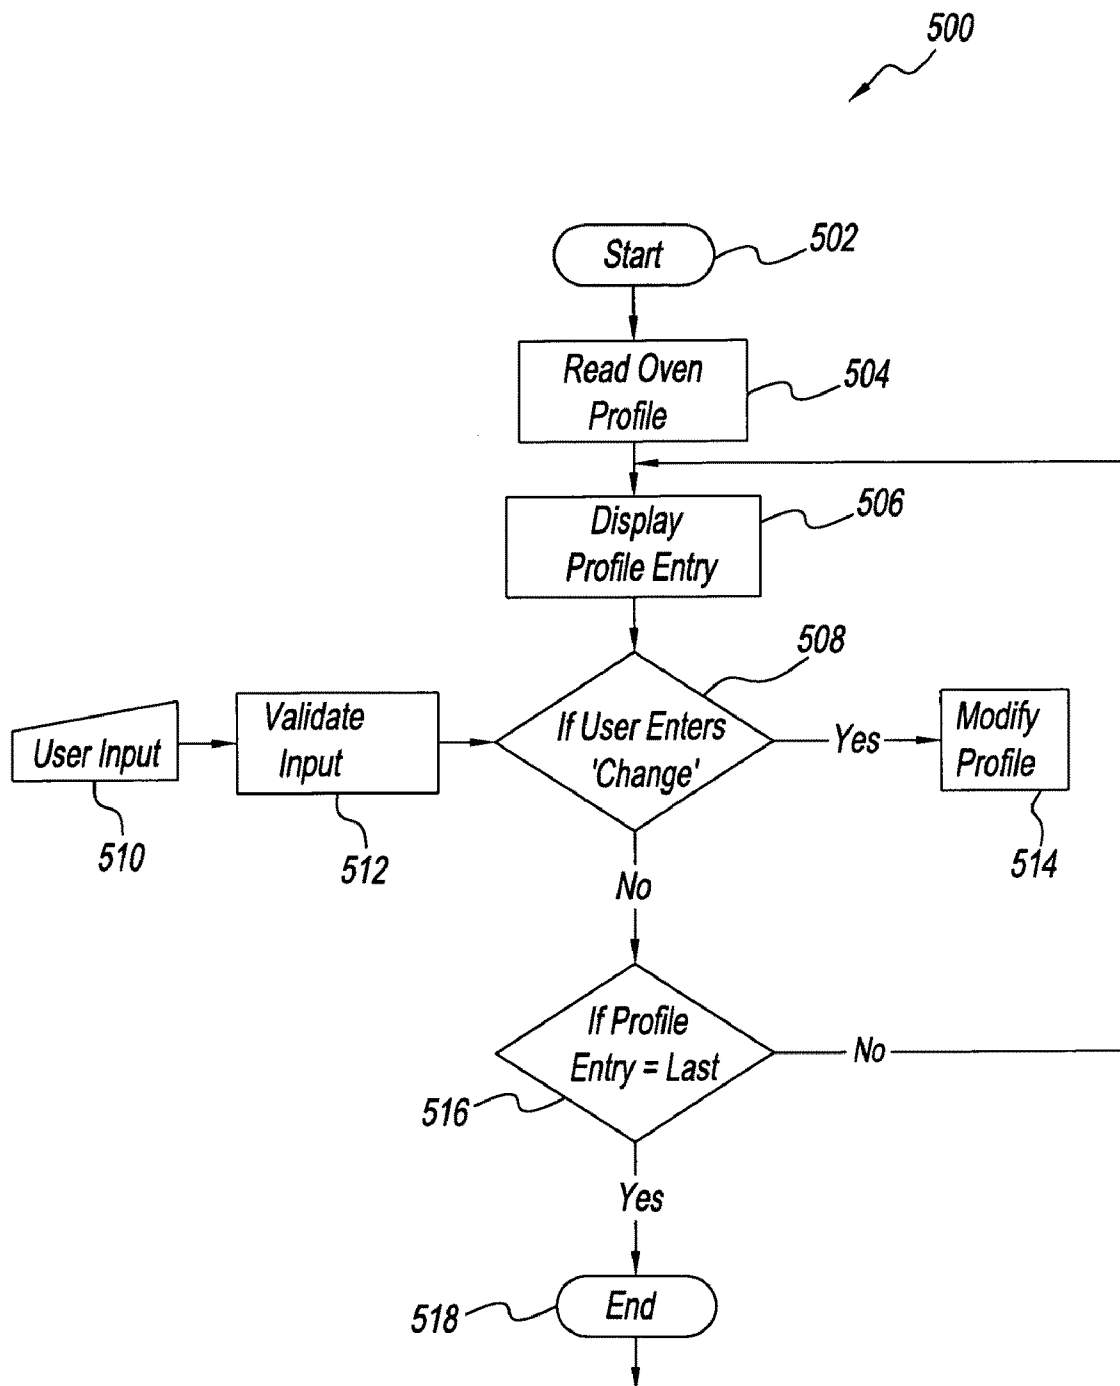 500
Start
502
Read Oven
Profile
504
Display
Profile Entry
506
508
User Input
510
Validate
Input
512
If User Enters
'Change'
Yes
Modify
Profile
514
No
If Profile
Entry = Last
No
516
Yes
End
518